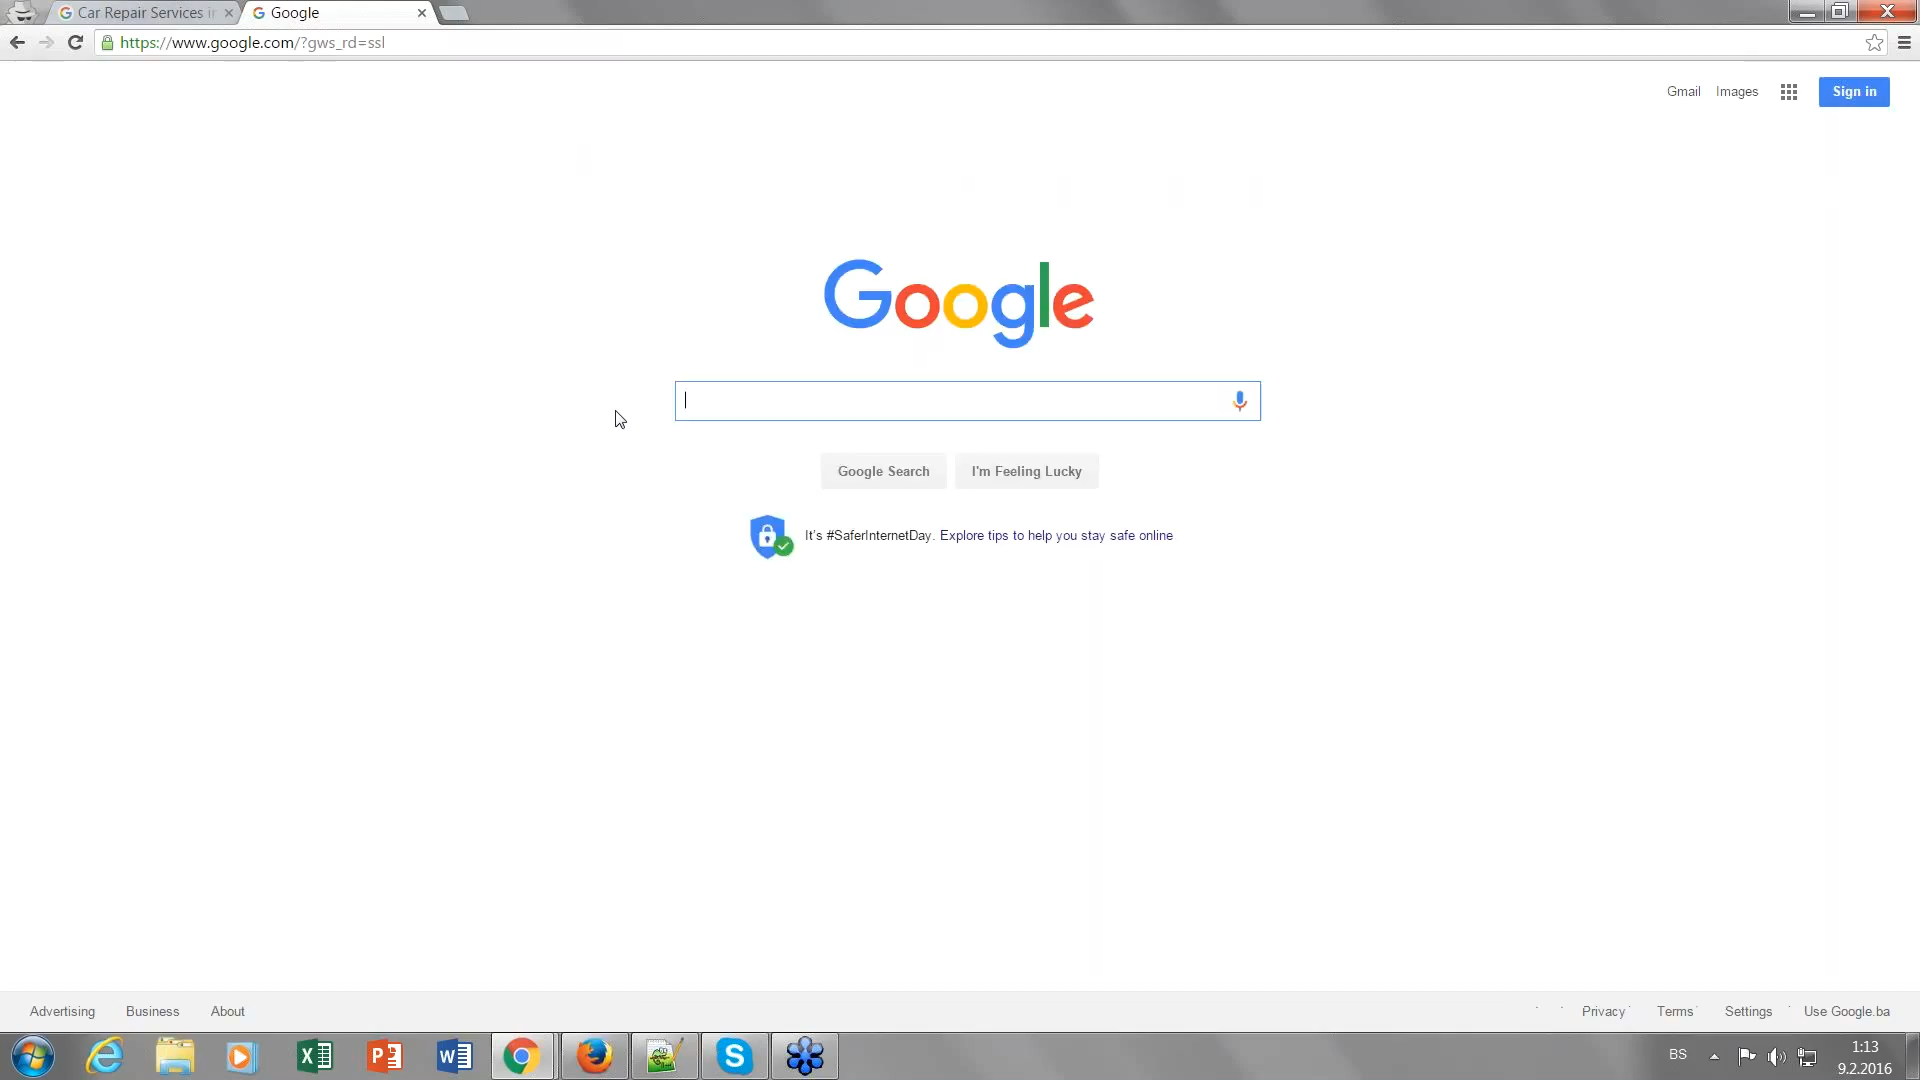 Car Repair Services in
Google
https://www.google.com/?gws_rd=ssl
Gmail
Images
Sign in
Google
Google Search
I'm Feeling Lucky
It's #SaferInternetDay. Explore tips to help you stay safe online
Advertising
Business
About
Privacy
Terms
Settings
Use Google.ba
BS
1:13
9.2.2016